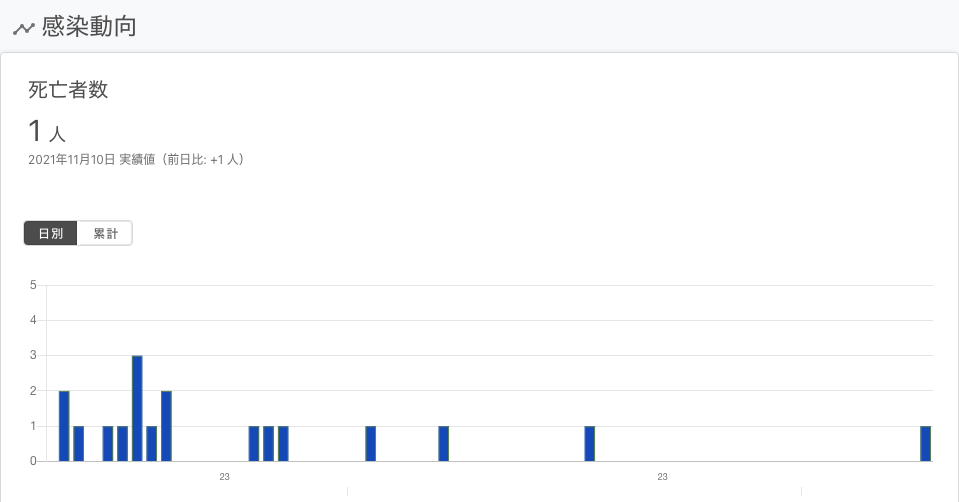 感染動向
死亡者数
1 人
2021年11月10日 実績値（前日比: +1 人）
日別 累計
5
4
3
2
1
0
23 23